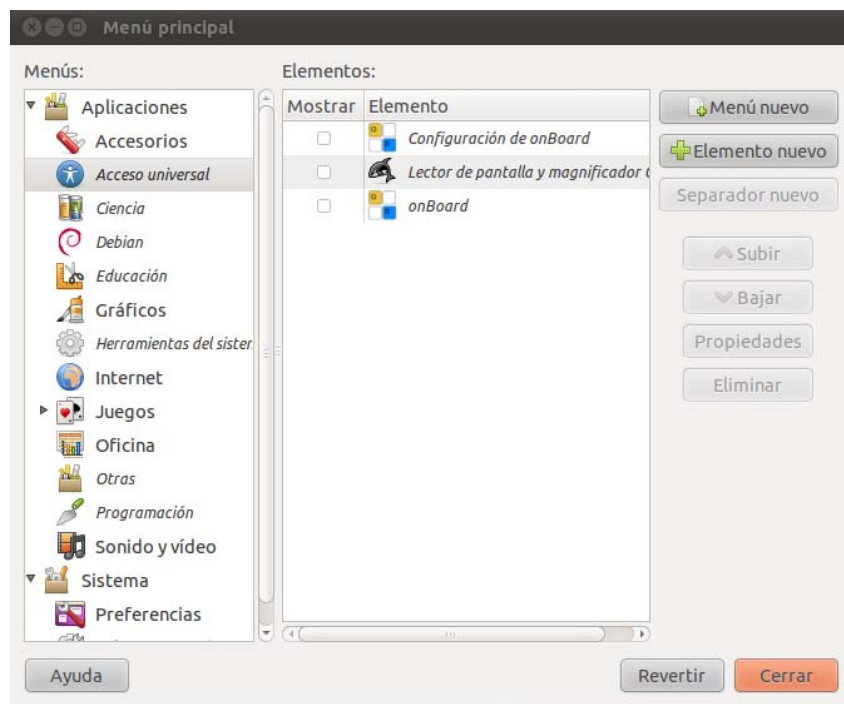 Menú principal
Menús:
Aplicaciones
Accesorios
Acceso universal
Ciencia
Debian
Educación
Gráficos
Herramientas del sister
Internet
Juegos
Oficina
Otras
Programación
Sonido y vídeo
Sistema
Preferencias
Elementos:
Mostrar Elemento
Configuración de onBoard
Lector de pantalla y magnificador
onBoard
Menú nuevo
Elemento nuevo
Separador nuevo
Subir
Bajar
Propiedades
Eliminar
Ayuda
Revertir
Cerrar